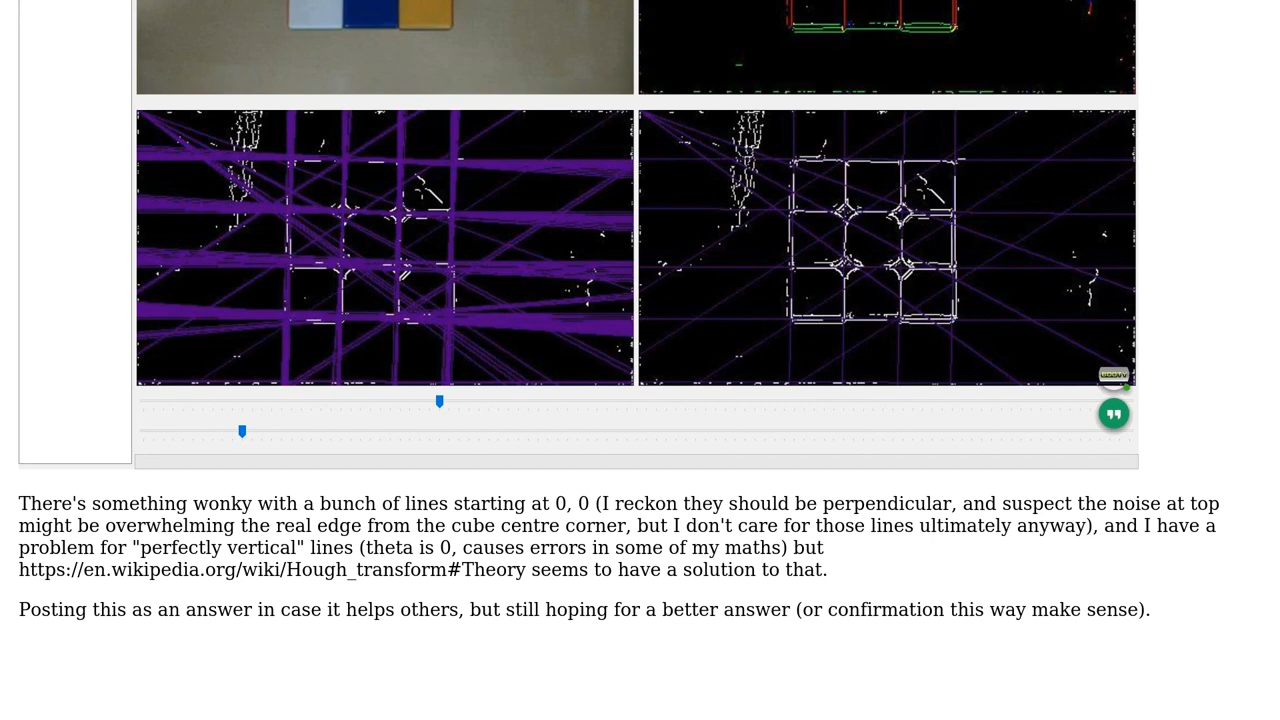 There's something wonky with a bunch of lines starting at 0, 0 (I reckon they should be perpendicular, and suspect the noise at top
might be overwhelming the real edge from the cube centre corner, but I don't care for those lines ultimately anyway), and I have a
problem for "perfectly vertical" lines (theta is 0, causes errors in some of my maths) but
https://en.wikipedia.org/wiki/Hough_transform#Theory seems to have a solution to that.
Posting this as an answer in case it helps others, but still hoping for a better answer (or confirmation this way make sense).